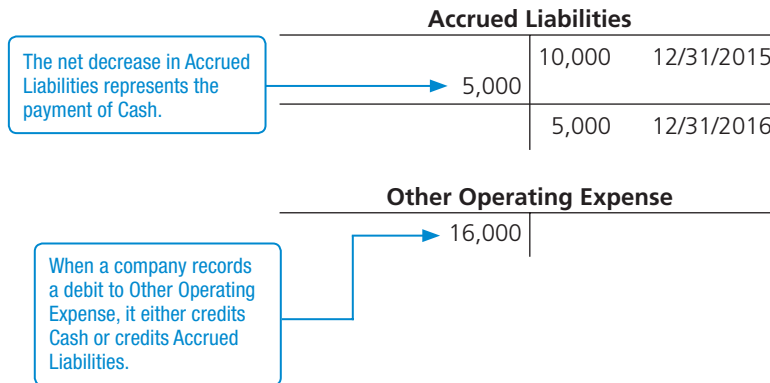 Accrued Liabilities
The net decrease in Accrued
Liabilities represents the
payment of Cash.
10,000 12/31/2015
5,000
5,000 12/31/2016
Other Operating Expense
16,000
When a company records
a debit to Other Operating
Expense, it either credits
Cash or credits Accrued
Liabilities.